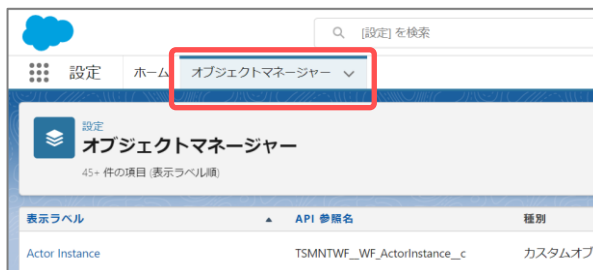 [設定] を検索
設定 ホーム オブジェクトマネージャー
設定
オブジェクトマネージャー
45+ 件の項目 (表示ラベル順)
表示ラベル API 参照名 種別
Actor Instance TSMNTWF__WF_ActorInstance__c カスタムオブ